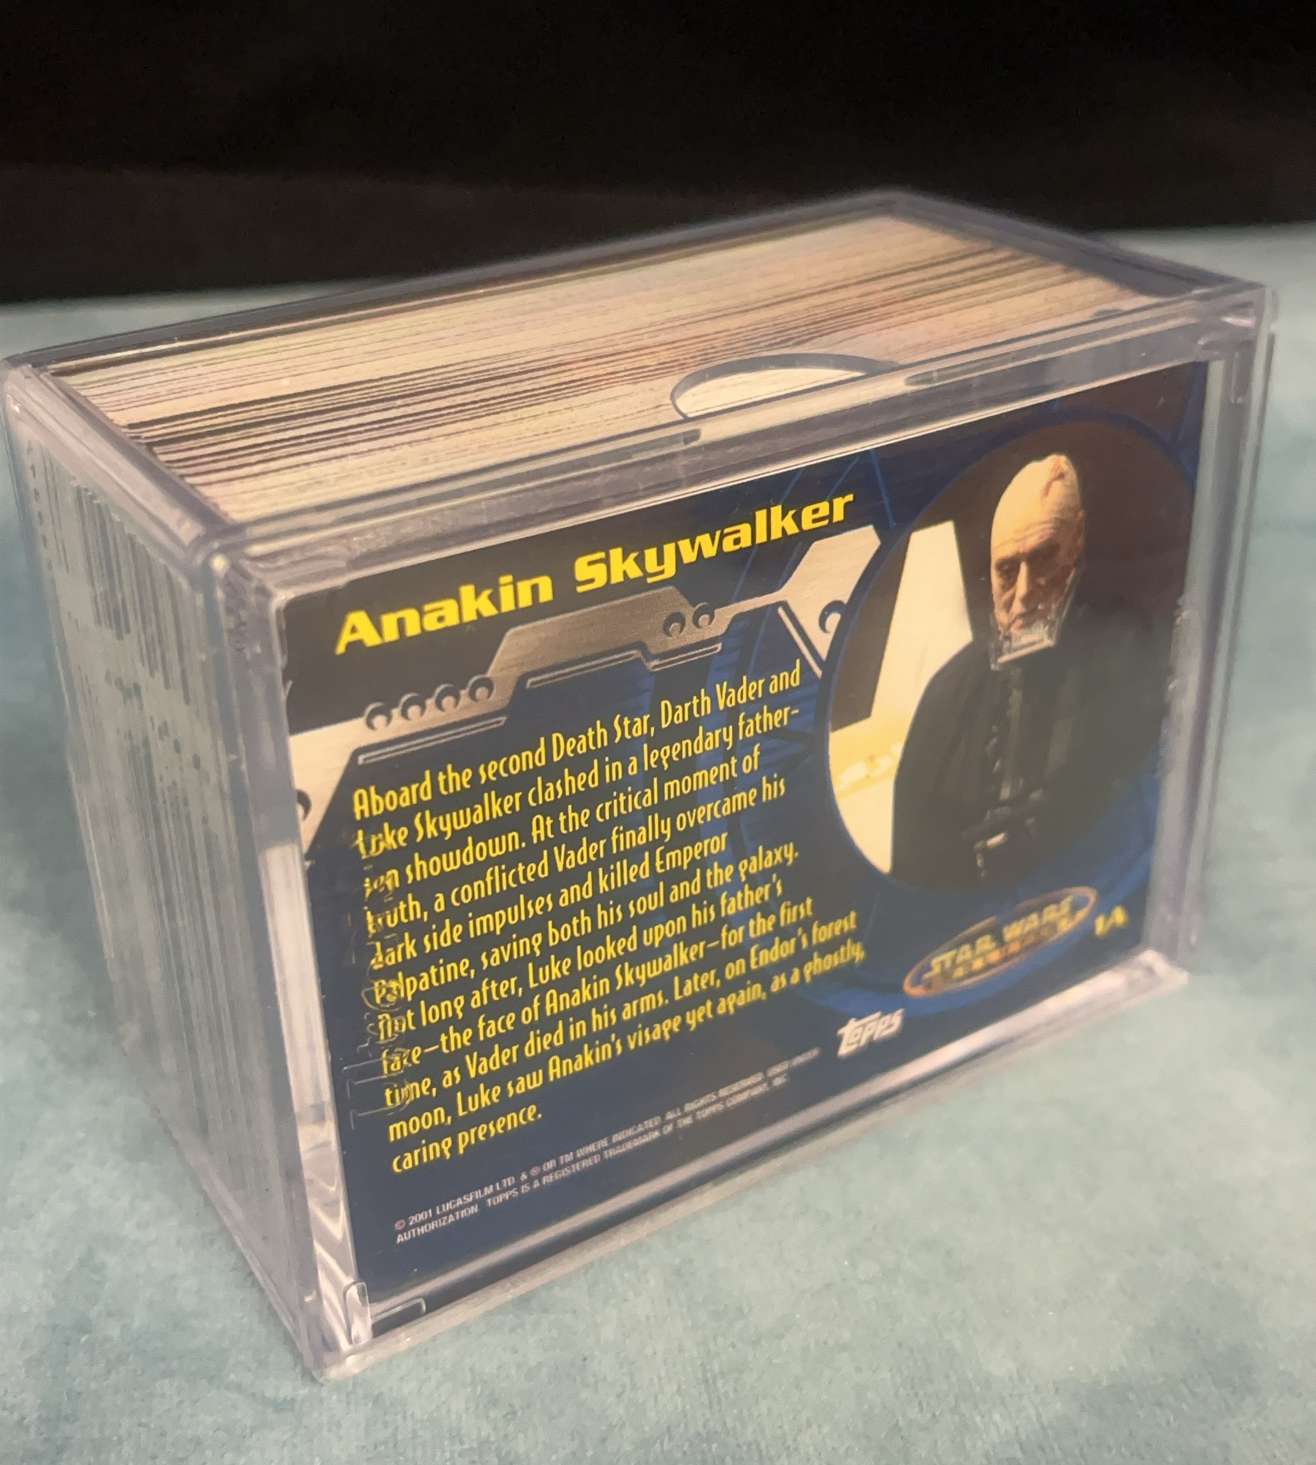 Anakin Skywalker
Aboard the second Death Star, Darth Vader and
Luke Skywalker clashed in a legendary father–
son showdown. At the critical moment of
truth, a conflicted Vader finally overcame his
dark side impulses and killed Emperor
Palpatine, saving both his soul and the galaxy.
Not long after, Luke looked upon his father's
face—the face of Anakin Skywalker—for the first
time, as Vader died in his arms. Later, on Endor's forest
moon, Luke saw Anakin's visage yet again, as a ghostly,
caring presence.
STAR WARS
1A
Topps
© 2001 LUCASFILM LTD. & ® OR TM WHERE INDICATED. ALL RIGHTS RESERVED. USED UNDER
AUTHORIZATION. TOPPS IS A REGISTERED TRADEMARK OF THE TOPPS COMPANY, INC.